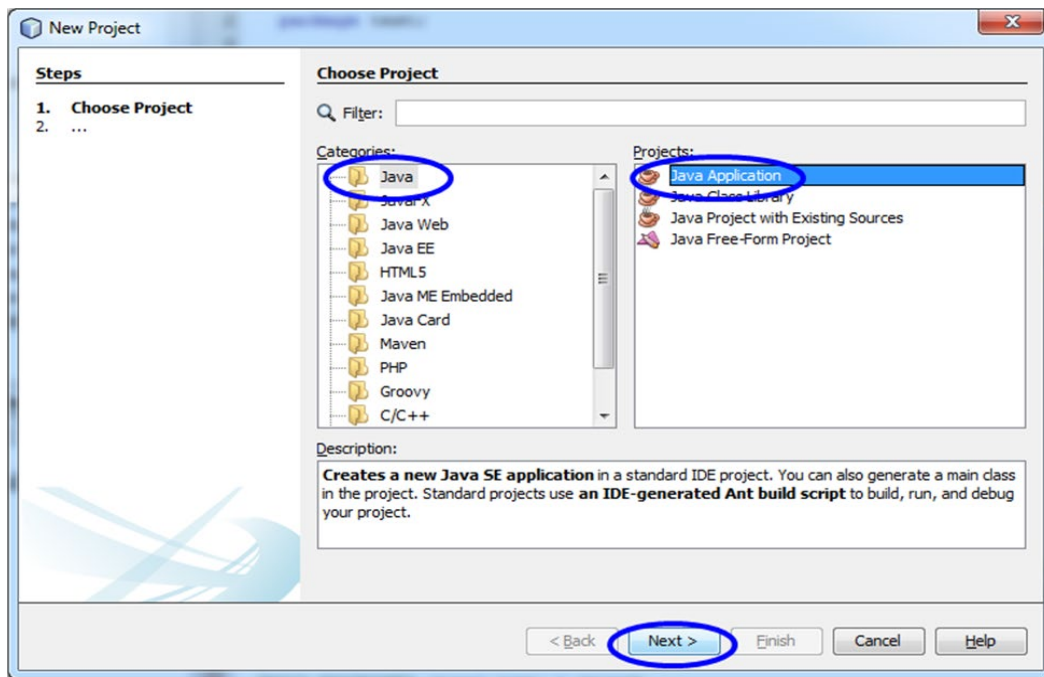 New Project
Steps
1. Choose Project
2. ...
Choose Project
Filter:
Categories:
Java
JavaFX
Java Web
Java EE
HTML5
Java ME Embedded
Java Card
Maven
PHP
Groovy
C/C++
Projects:
Java Application
Java Class Library
Java Project with Existing Sources
Java Free-Form Project
Description:
Creates a new Java SE application in a standard IDE project. You can also generate a main class
in the project. Standard projects use an IDE-generated Ant build script to build, run, and debug
your project.
< Back
Next >
Finish
Cancel
Help